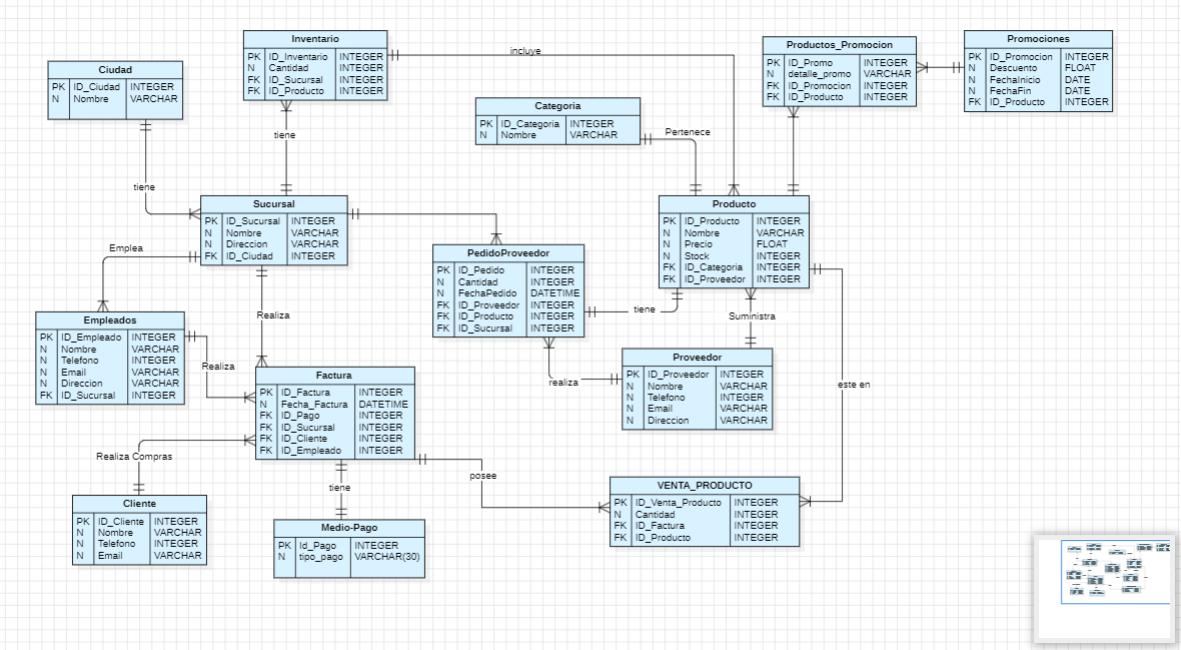 Inventario
PK ID_Inventario INTEGER
N Cantidad INTEGER
FK ID_Sucursal INTEGER
FK ID_Producto INTEGER
incluye
Productos_Promocion
PK ID_Promo INTEGER
N detalle_promo VARCHAR
FK ID_Promocion INTEGER
FK ID_Producto INTEGER
Promociones
PK ID_Promocion INTEGER
N Descuento FLOAT
N FechaInicio DATE
N FechaFin DATE
FK ID_Producto INTEGER
Ciudad
PK ID_Ciudad INTEGER
N Nombre VARCHAR
Categoria
PK ID_Categoria INTEGER
N Nombre VARCHAR
Pertenece
tiene
tiene
Sucursal
PK ID_Sucursal INTEGER
N Nombre VARCHAR
N Direccion VARCHAR
FK ID_Ciudad INTEGER
Producto
PK ID_Producto INTEGER
N Nombre VARCHAR
N Precio FLOAT
N Stock INTEGER
FK ID_Categoria INTEGER
FK ID_Proveedor INTEGER
Emplea
PedidoProveedor
PK ID_Pedido INTEGER
N Cantidad INTEGER
N FechaPedido DATETIME
FK ID_Proveedor INTEGER
FK ID_Producto INTEGER
FK ID_Sucursal INTEGER
tiene
Suministra
Realiza
Empleados
PK ID_Empleado INTEGER
N Nombre VARCHAR
N Telefono INTEGER
N Email VARCHAR
N Direccion VARCHAR
FK ID_Sucursal INTEGER
Realiza
Proveedor
PK ID_Proveedor INTEGER
N Nombre VARCHAR
N Telefono INTEGER
N Email VARCHAR
N Direccion VARCHAR
realiza
este en
Factura
PK ID_Factura INTEGER
N Fecha_Factura DATETIME
FK ID_Pago INTEGER
FK ID_Sucursal INTEGER
FK ID_Cliente INTEGER
FK ID_Empleado INTEGER
Realiza Compras
posee
tiene
VENTA_PRODUCTO
PK ID_Venta_Producto INTEGER
N Cantidad INTEGER
FK ID_Factura INTEGER
FK ID_Producto INTEGER
Cliente
PK ID_Cliente INTEGER
N Nombre VARCHAR
N Telefono INTEGER
N Email VARCHAR
Medio-Pago
PK Id_Pago INTEGER
N tipo_pago VARCHAR(30)